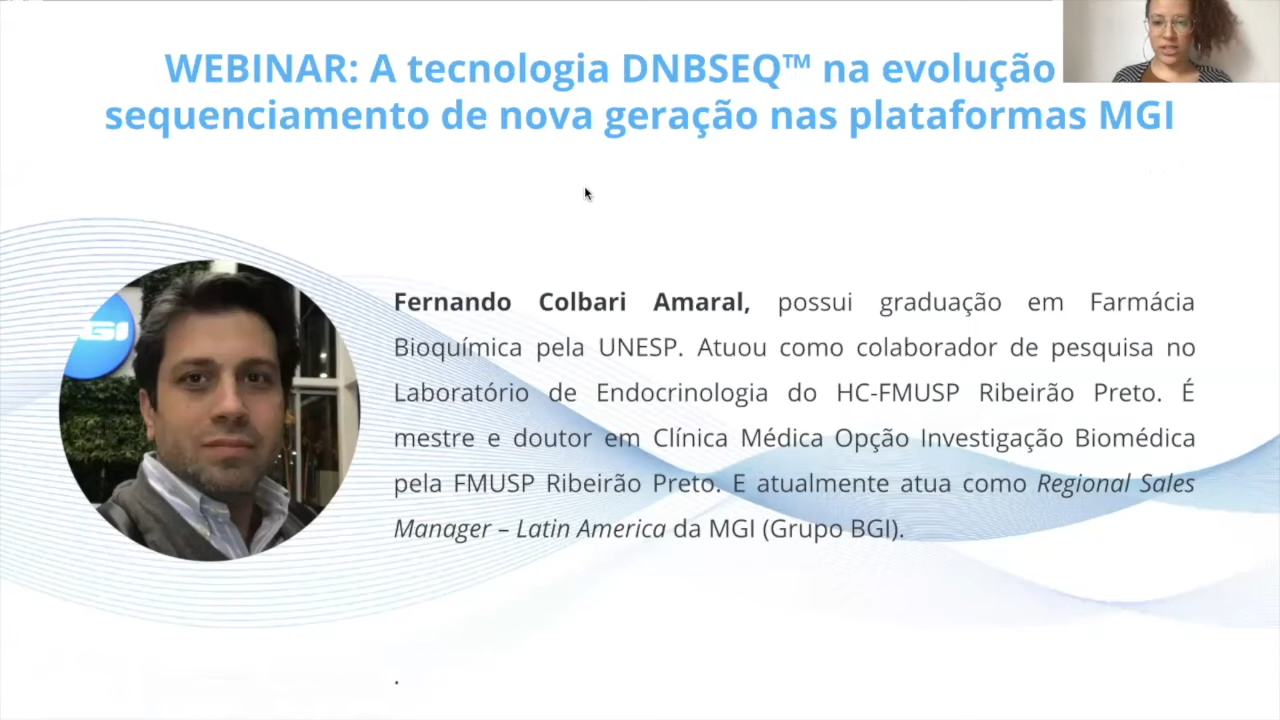 WEBINAR: A tecnologia DNBSEQ™ na evolução
sequenciamento de nova geração nas plataformas MGI
Fernando Colbari Amaral, possui graduação em Farmácia
Bioquímica pela UNESP. Atuou como colaborador de pesquisa no
Laboratório de Endocrinologia do HC-FMUSP Ribeirão Preto. É
mestre e doutor em Clínica Médica Opção Investigação Biomédica
pela FMUSP Ribeirão Preto. E atualmente atua como Regional Sales
Manager – Latin America da MGI (Grupo BGI).
.